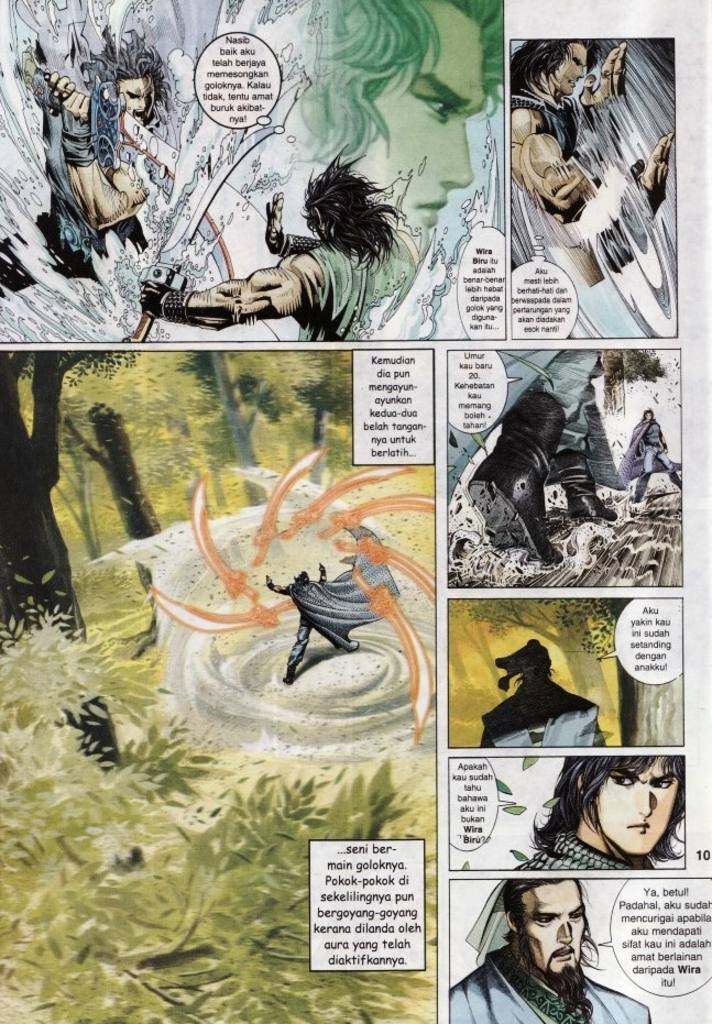 Nasib
baik aku
telah berjaya
memesongkan
goloknya. Kalau
tidak, tentu amat
buruk akibat-
nya!
Wira
Biru itu
adalah
benar-benar
lebih hebat
daripada
golok yang
diguna-
kan itu...
Aku
mesti lebih
berhati-hati dan
berwaspada dalam
pertarungan yang
akan diadakan
esok nanti!
Kemudian
dia pun
mengayun-
ayunkan
kedua-dua
belah tangan-
nya untuk
berlatih...
...seni ber-
main goloknya.
Pokok-pokok di
sekelilingnya pun
bergoyang-goyang
kerana dilanda oleh
aura yang telah
diaktifkannya.
Umur
kau baru
20.
Kehebatan
kau
memang
boleh
tahan!
Aku
yakin kau
ini sudah
setanding
dengan
anakku!
Apakah
kau sudah
tahu
bahawa
aku ini
bukan
Wira
Biru?
10
Ya, betul!
Padahal, aku sudah
mencurigai apabila
aku mendapati
sifat kau ini adalah
amat berlainan
daripada Wira
itu!